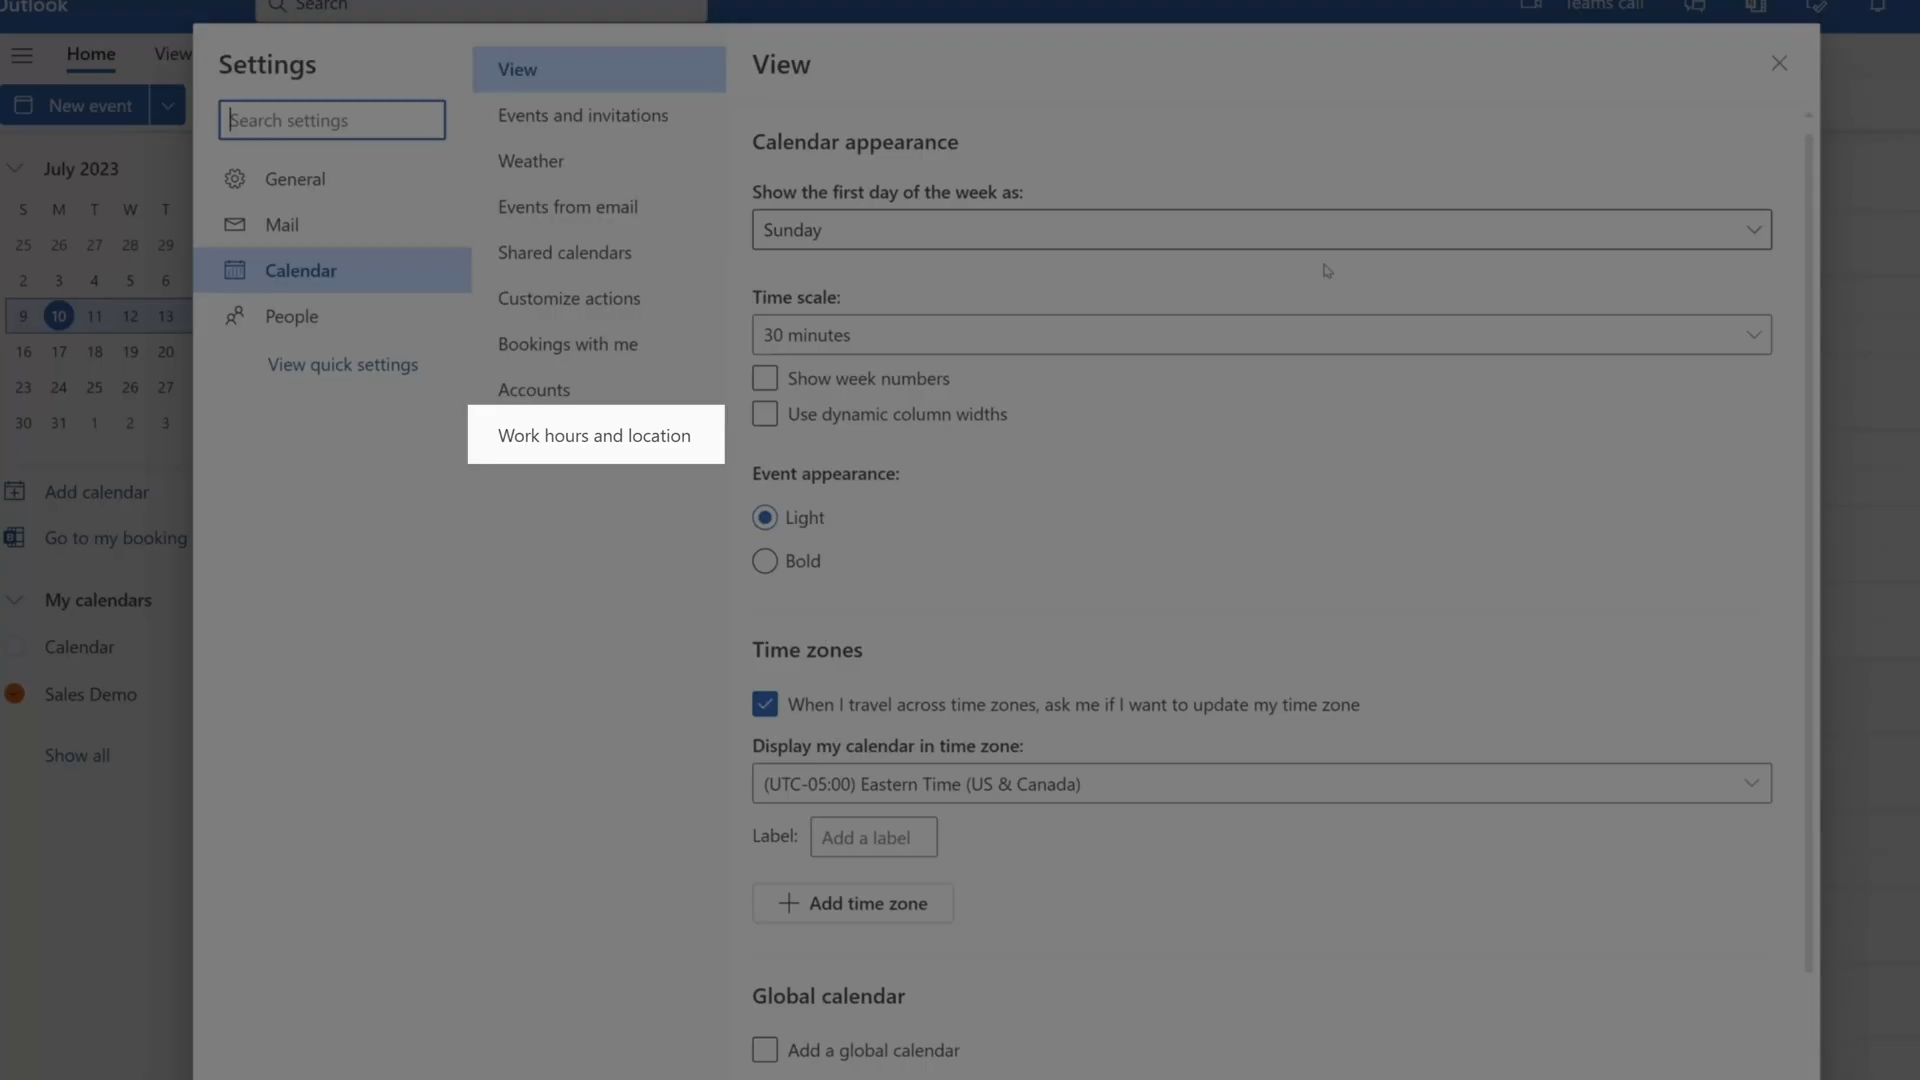 Outlook
Search
Teams call
Home
View
New event
July 2023
S M T W T
25 26 27 28 29
2 3 4 5 6
9 10 11 12 13
16 17 18 19 20
23 24 25 26 27
30 31 1 2 3
Add calendar
Go to my booking
My calendars
Calendar
Sales Demo
Show all
Settings
Search settings
General
Mail
Calendar
People
View quick settings
View
Events and invitations
Weather
Events from email
Shared calendars
Customize actions
Bookings with me
Accounts
Work hours and location
View
Calendar appearance
Show the first day of the week as:
Sunday
Time scale:
30 minutes
Show week numbers
Use dynamic column widths
Event appearance:
Light
Bold
Time zones
When I travel across time zones, ask me if I want to update my time zone
Display my calendar in time zone:
(UTC-05:00) Eastern Time (US & Canada)
Label:
Add a label
Add time zone
Global calendar
Add a global calendar